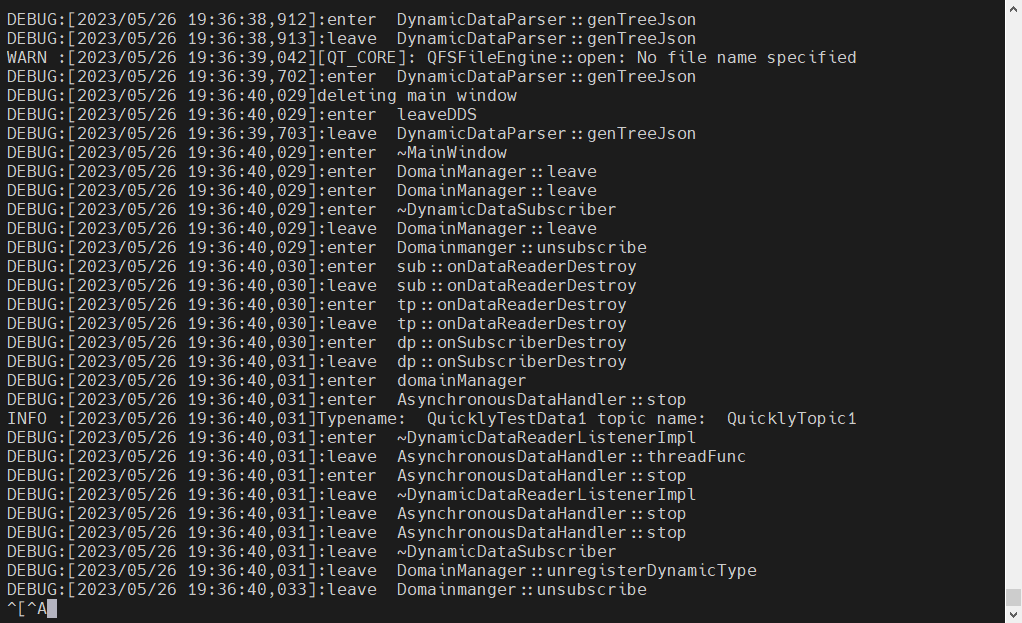 DEBUG:[2023/05/26 19:36:38,912]:enter  DynamicDataParser::genTreeJson
DEBUG:[2023/05/26 19:36:38,913]:leave  DynamicDataParser::genTreeJson
WARN :[2023/05/26 19:36:39,042][QT_CORE]: QFSFileEngine::open: No file name specified
DEBUG:[2023/05/26 19:36:39,702]:enter  DynamicDataParser::genTreeJson
DEBUG:[2023/05/26 19:36:40,029]deleting main window
DEBUG:[2023/05/26 19:36:40,029]:enter  leaveDDS
DEBUG:[2023/05/26 19:36:39,703]:leave  DynamicDataParser::genTreeJson
DEBUG:[2023/05/26 19:36:40,029]:enter  ~MainWindow
DEBUG:[2023/05/26 19:36:40,029]:enter  DomainManager::leave
DEBUG:[2023/05/26 19:36:40,029]:enter  DomainManager::leave
DEBUG:[2023/05/26 19:36:40,029]:enter  ~DynamicDataSubscriber
DEBUG:[2023/05/26 19:36:40,029]:leave  DomainManager::leave
DEBUG:[2023/05/26 19:36:40,029]:enter  Domainmanger::unsubscribe
DEBUG:[2023/05/26 19:36:40,030]:enter  sub::onDataReaderDestroy
DEBUG:[2023/05/26 19:36:40,030]:leave  sub::onDataReaderDestroy
DEBUG:[2023/05/26 19:36:40,030]:enter  tp::onDataReaderDestroy
DEBUG:[2023/05/26 19:36:40,030]:leave  tp::onDataReaderDestroy
DEBUG:[2023/05/26 19:36:40,030]:enter  dp::onSubscriberDestroy
DEBUG:[2023/05/26 19:36:40,031]:leave  dp::onSubscriberDestroy
DEBUG:[2023/05/26 19:36:40,031]:enter  domainManager
DEBUG:[2023/05/26 19:36:40,031]:enter  AsynchronousDataHandler::stop
INFO :[2023/05/26 19:36:40,031]Typename:  QuicklyTestData1 topic name:  QuicklyTopic1
DEBUG:[2023/05/26 19:36:40,031]:enter  ~DynamicDataReaderListenerImpl
DEBUG:[2023/05/26 19:36:40,031]:leave  AsynchronousDataHandler::threadFunc
DEBUG:[2023/05/26 19:36:40,031]:enter  AsynchronousDataHandler::stop
DEBUG:[2023/05/26 19:36:40,031]:leave  ~DynamicDataReaderListenerImpl
DEBUG:[2023/05/26 19:36:40,031]:leave  AsynchronousDataHandler::stop
DEBUG:[2023/05/26 19:36:40,031]:leave  AsynchronousDataHandler::stop
DEBUG:[2023/05/26 19:36:40,031]:leave  ~DynamicDataSubscriber
DEBUG:[2023/05/26 19:36:40,031]:leave  DomainManager::unregisterDynamicType
DEBUG:[2023/05/26 19:36:40,033]:leave  Domainmanger::unsubscribe
^[^A